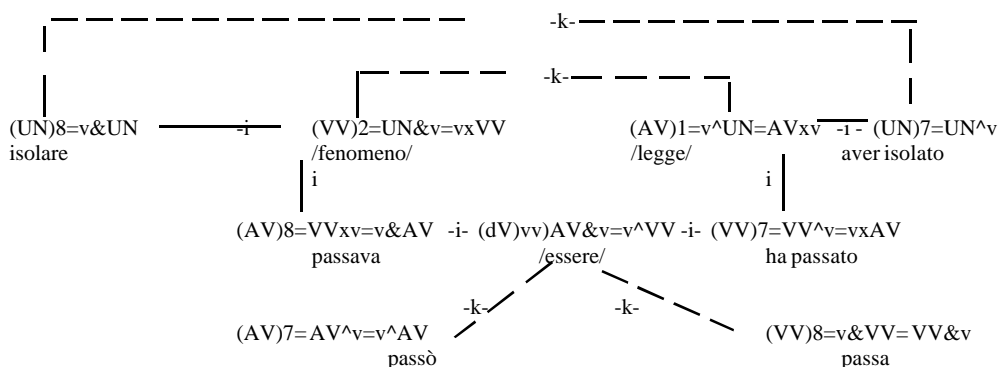 -k-
-k-
(UN)8=v&UN -i (VV)2=UN&v=vxVV (AV)1=v^UN=AVxv -ı - (UN)7=UN^v
isolare /fenomeno/ /legge/ aver isolato
i i
(AV)8=VVxv=v&AV -i- (dV)vv)AV&v=v^VV -i- (VV)7=VV^v=vxAV
passava /essere/ ha passato
-k- -k-
(AV)7=AV^v=v^AV (VV)8=v&VV=VV&v
passò passa